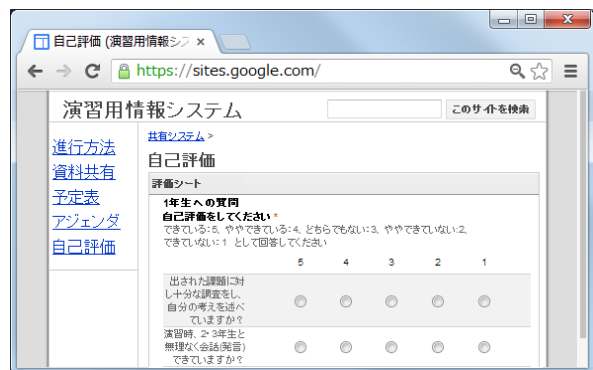 自己評価 (演習用情報シス
https://sites.google.com/
演習用情報システム
このサイトを検索
進行方法
資料共有
予定表
アジェンダ
自己評価
共有システム >
自己評価
評価シート
1年生への質問
自己評価をしてください *
できている:5、ややできている:4、どちらでもない:3、ややできていない:2、
できていない:1 として回答してください
5 4 3 2 1
出された課題に対
し十分な調査をし、
自分の考えを述べ
ていますか?
演習時、2・3年生と
無理なく会話(発言)
できていますか?